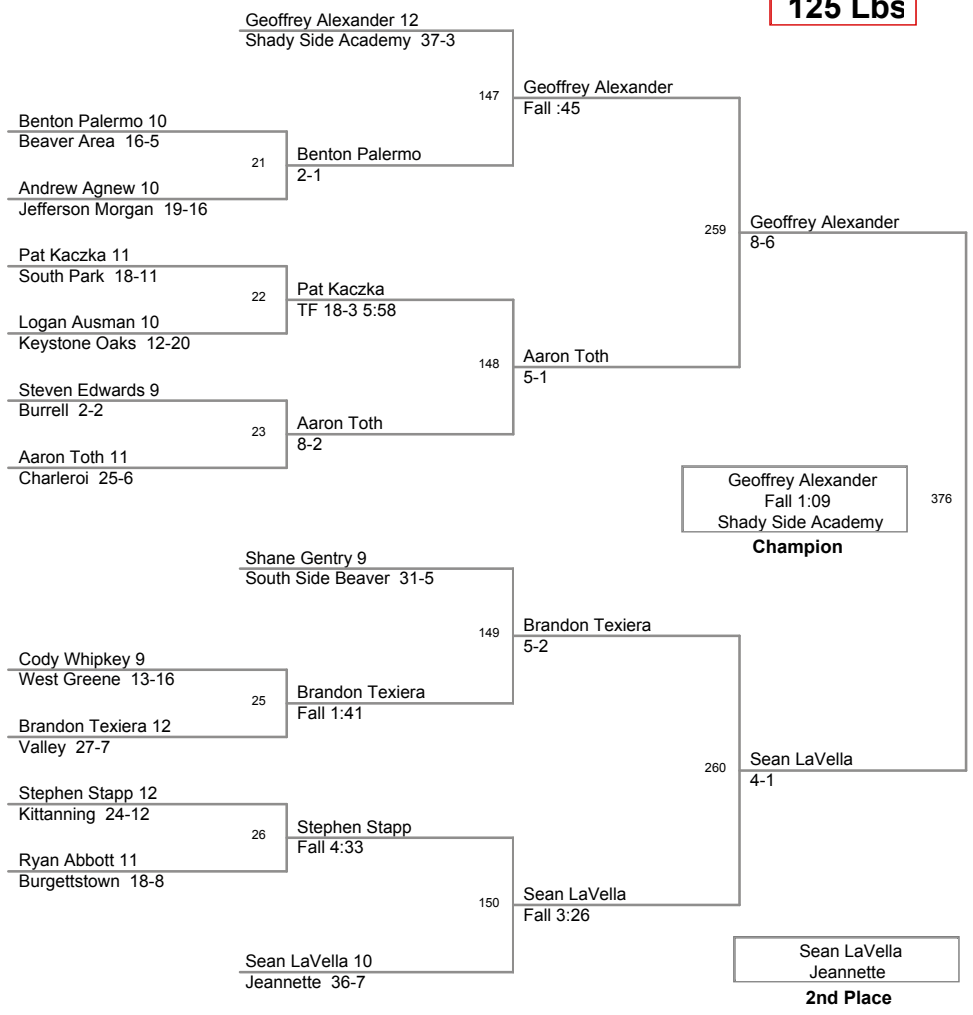 125 Lbs
Geoffrey Alexander 12
Shady Side Academy 37-3
147
Geoffrey Alexander
Fall :45
Benton Palermo 10
Beaver Area 16-5
21
Benton Palermo
2-1
Andrew Agnew 10
Jefferson Morgan 19-16
259
Geoffrey Alexander
8-6
Pat Kaczka 11
South Park 18-11
22
Pat Kaczka
TF 18-3 5:58
Logan Ausman 10
Keystone Oaks 12-20
148
Aaron Toth
5-1
Steven Edwards 9
Burrell 2-2
23
Aaron Toth
8-2
Aaron Toth 11
Charleroi 25-6
Geoffrey Alexander
Fall 1:09
Shady Side Academy
Champion
376
Shane Gentry 9
South Side Beaver 31-5
149
Brandon Texiera
5-2
Cody Whipkey 9
West Greene 13-16
25
Brandon Texiera
Fall 1:41
Brandon Texiera 12
Valley 27-7
260
Sean LaVella
4-1
Stephen Stapp 12
Kittanning 24-12
26
Stephen Stapp
Fall 4:33
Ryan Abbott 11
Burgettstown 18-8
150
Sean LaVella
Fall 3:26
Sean LaVella 10
Jeannette 36-7
Sean LaVella
Jeannette
2nd Place